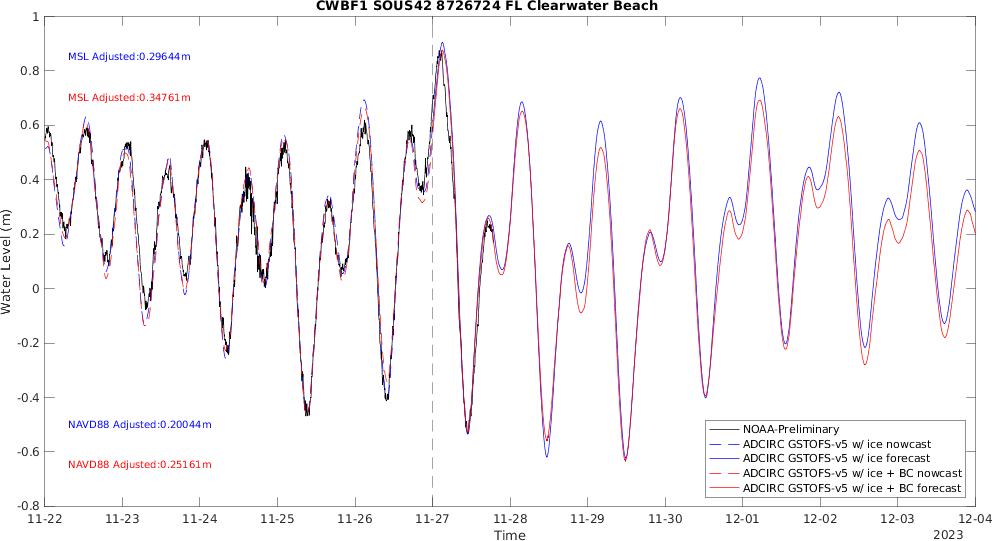 CWBF1 SOUS42 8726724 FL Clearwater Beach
1
0.8
0.6
0.4
0.2
0
-0.2
-0.4
-0.6
-0.8
Water Level (m)
MSL Adjusted:0.29644m
MSL Adjusted:0.34761m
NAVD88 Adjusted:0.20044m
NAVD88 Adjusted:0.25161m
NOAA-Preliminary
ADCIRC GSTOFS-v5 w/ ice nowcast
ADCIRC GSTOFS-v5 w/ ice forecast
ADCIRC GSTOFS-v5 w/ ice + BC nowcast
ADCIRC GSTOFS-v5 w/ ice + BC forecast
11-22 11-23 11-24 11-25 11-26 11-27 11-28 11-29 11-30 12-01 12-02 12-03 12-04
Time
2023